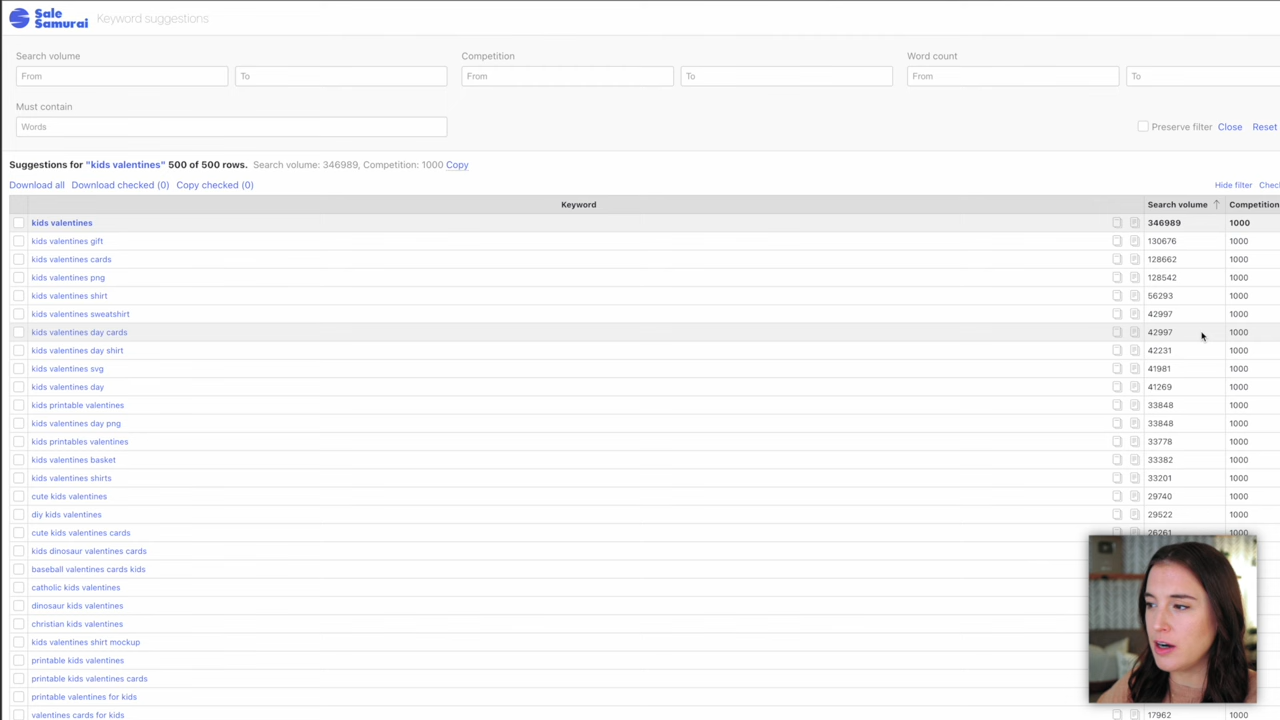 Sale Samurai Keyword suggestions
Search volume Competition Word count
From To From To From To
Must contain
Words Preserve filter Close Reset
Suggestions for "kids valentines" 500 of 500 rows. Search volume: 346989, Competition: 1000 Copy
Download all Download checked (0) Copy checked (0) Hide filter Chec
Keyword Search volume Competition
kids valentines 346989 1000
kids valentines gift 130676 1000
kids valentines cards 128662 1000
kids valentines png 128542 1000
kids valentines shirt 56293 1000
kids valentines sweatshirt 42997 1000
kids valentines day cards 42997 1000
kids valentines day shirt 42231 1000
kids valentines svg 41981 1000
kids valentines day 41269 1000
kids printable valentines 33848 1000
kids valentines day png 33848 1000
kids printables valentines 33778 1000
kids valentines basket 33382 1000
kids valentines shirts 33201 1000
cute kids valentines 29740 1000
diy kids valentines 29522 1000
cute kids valentines cards 26261 1000
kids dinosaur valentines cards
baseball valentines cards kids
catholic kids valentines
dinosaur kids valentines
christian kids valentines
kids valentines shirt mockup
printable kids valentines
printable kids valentines cards
printable valentines for kids
valentines cards for kids 17962 1000